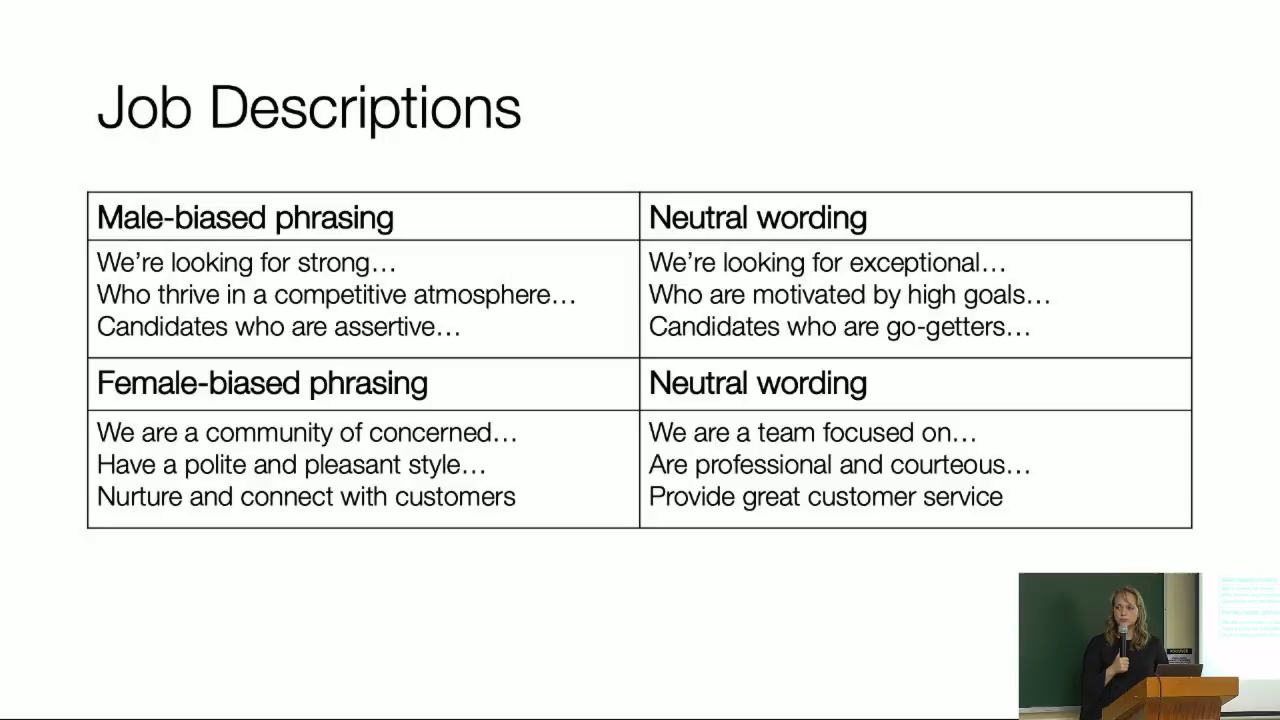 Job Descriptions
Male-biased phrasing
Neutral wording
We're looking for strong…
Who thrive in a competitive atmosphere…
Candidates who are assertive…
We're looking for exceptional…
Who are motivated by high goals…
Candidates who are go-getters…
Female-biased phrasing
Neutral wording
We are a community of concerned…
Have a polite and pleasant style…
Nurture and connect with customers
We are a team focused on…
Are professional and courteous…
Provide great customer service